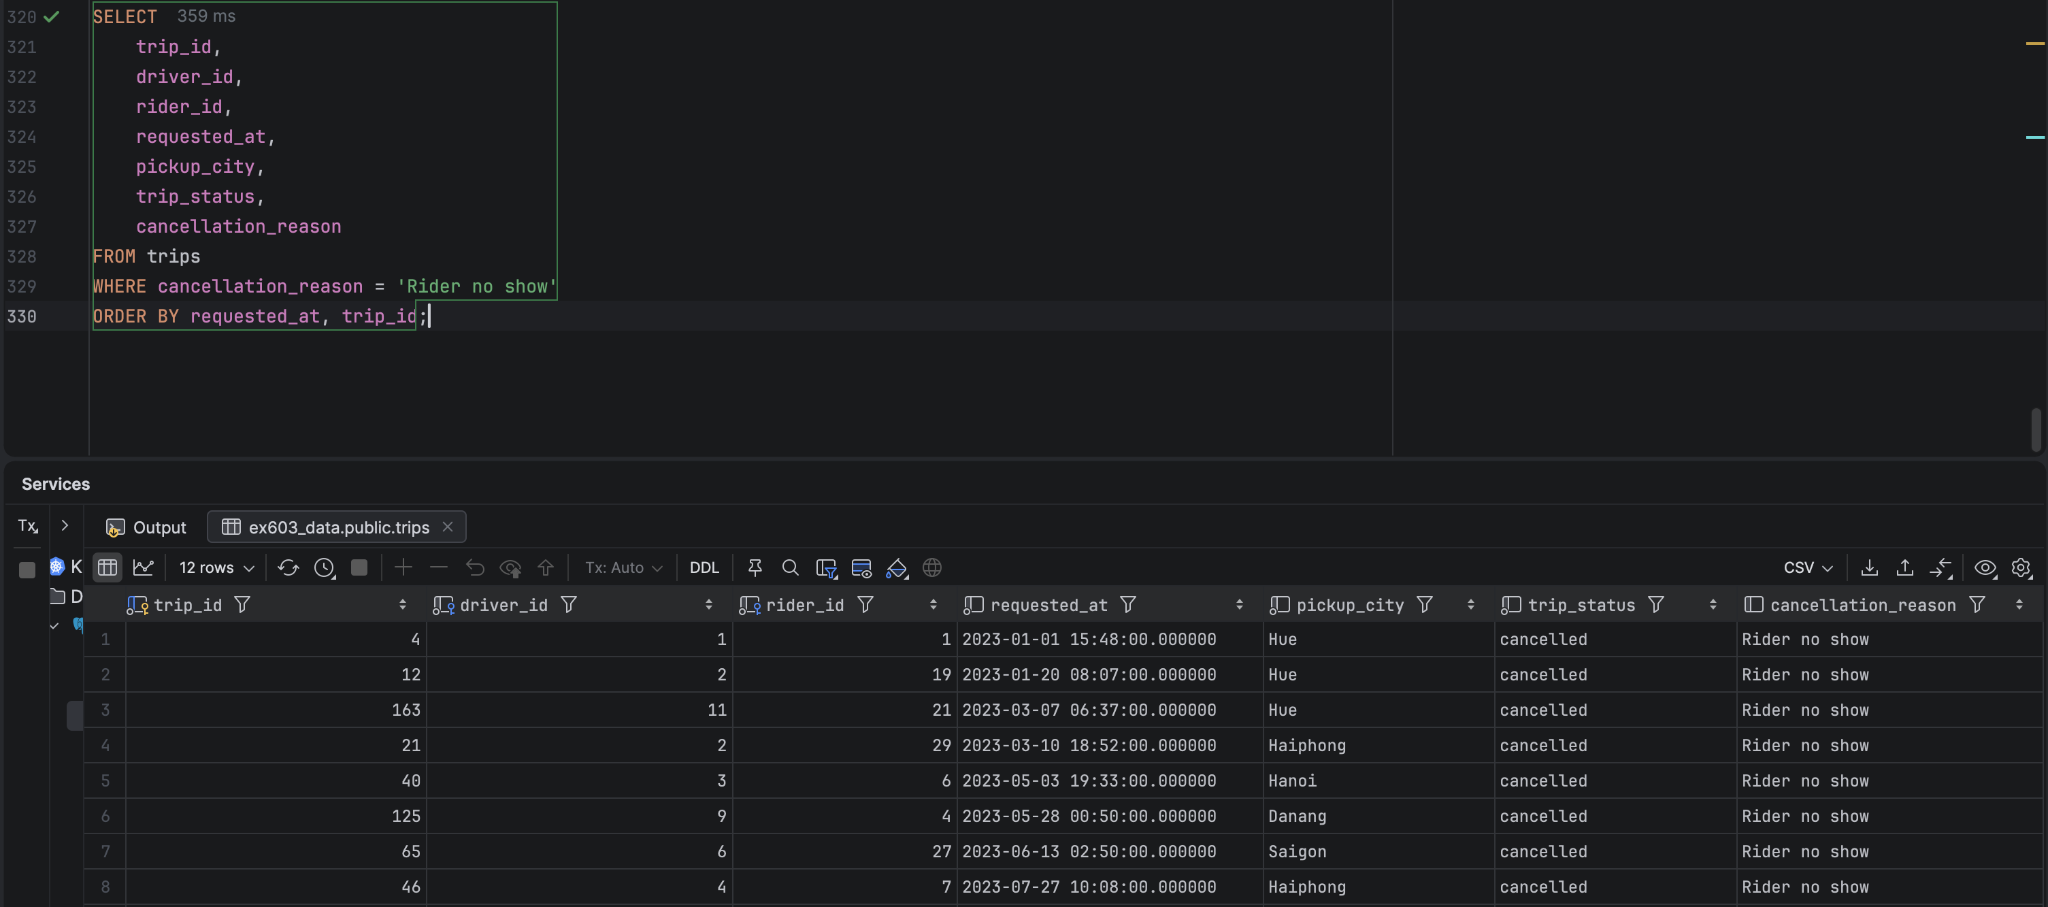 320 SELECT 359 ms
321 trip_id,
322 driver_id,
323 rider_id,
324 requested_at,
325 pickup_city,
326 trip_status,
327 cancellation_reason
328 FROM trips
329 WHERE cancellation_reason = 'Rider no show'
330 ORDER BY requested_at, trip_id;
Services
Tx Output ex603_data.public.trips
K 12 rows Tx: Auto DDL CSV
D trip_id driver_id rider_id requested_at pickup_city trip_status cancellation_reason
1 4 1 1 2023-01-01 15:48:00.000000 Hue cancelled Rider no show
2 12 2 19 2023-01-20 08:07:00.000000 Hue cancelled Rider no show
3 163 11 21 2023-03-07 06:37:00.000000 Hue cancelled Rider no show
4 21 2 29 2023-03-10 18:52:00.000000 Haiphong cancelled Rider no show
5 40 3 6 2023-05-03 19:33:00.000000 Hanoi cancelled Rider no show
6 125 9 4 2023-05-28 00:50:00.000000 Danang cancelled Rider no show
7 65 6 27 2023-06-13 02:50:00.000000 Saigon cancelled Rider no show
8 46 4 7 2023-07-27 10:08:00.000000 Haiphong cancelled Rider no show